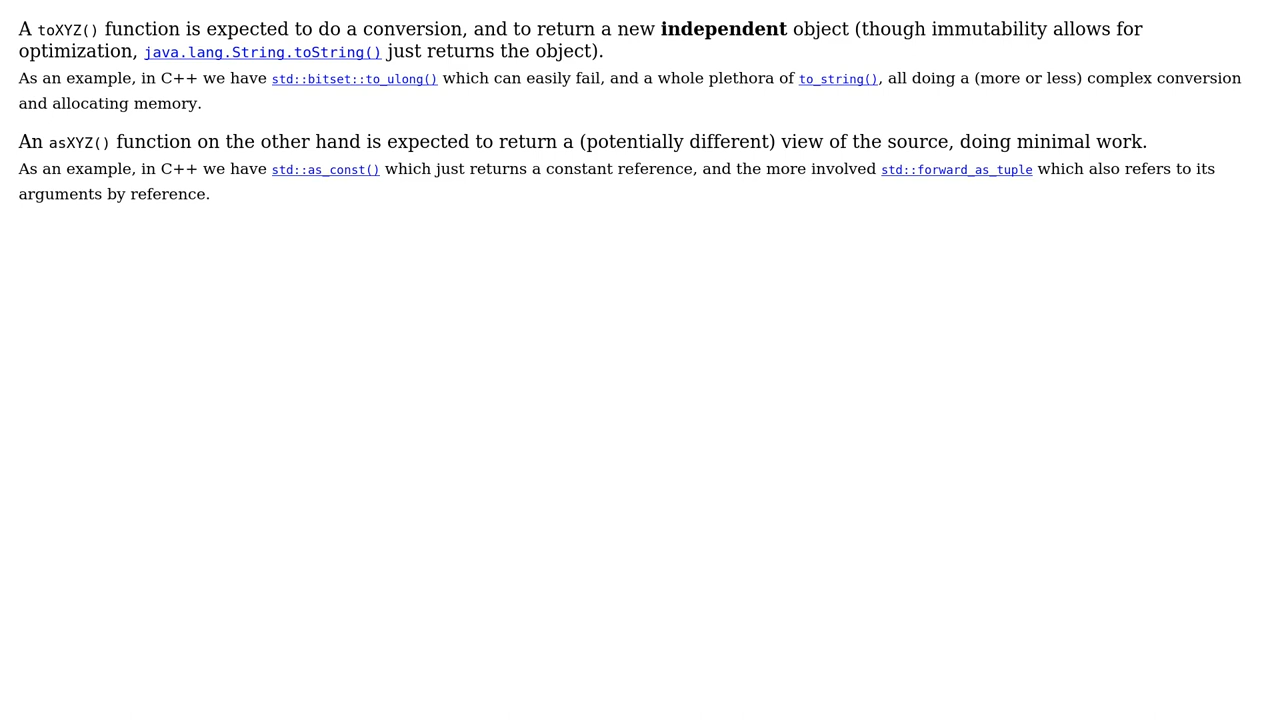 A toXYZ() function is expected to do a conversion, and to return a new independent object (though immutability allows for
optimization, java.lang.String.toString() just returns the object).
As an example, in C++ we have std::bitset::to_ulong() which can easily fail, and a whole plethora of to_string(), all doing a (more or less) complex conversion
and allocating memory.
An asXYZ() function on the other hand is expected to return a (potentially different) view of the source, doing minimal work.
As an example, in C++ we have std::as_const() which just returns a constant reference, and the more involved std::forward_as_tuple which also refers to its
arguments by reference.